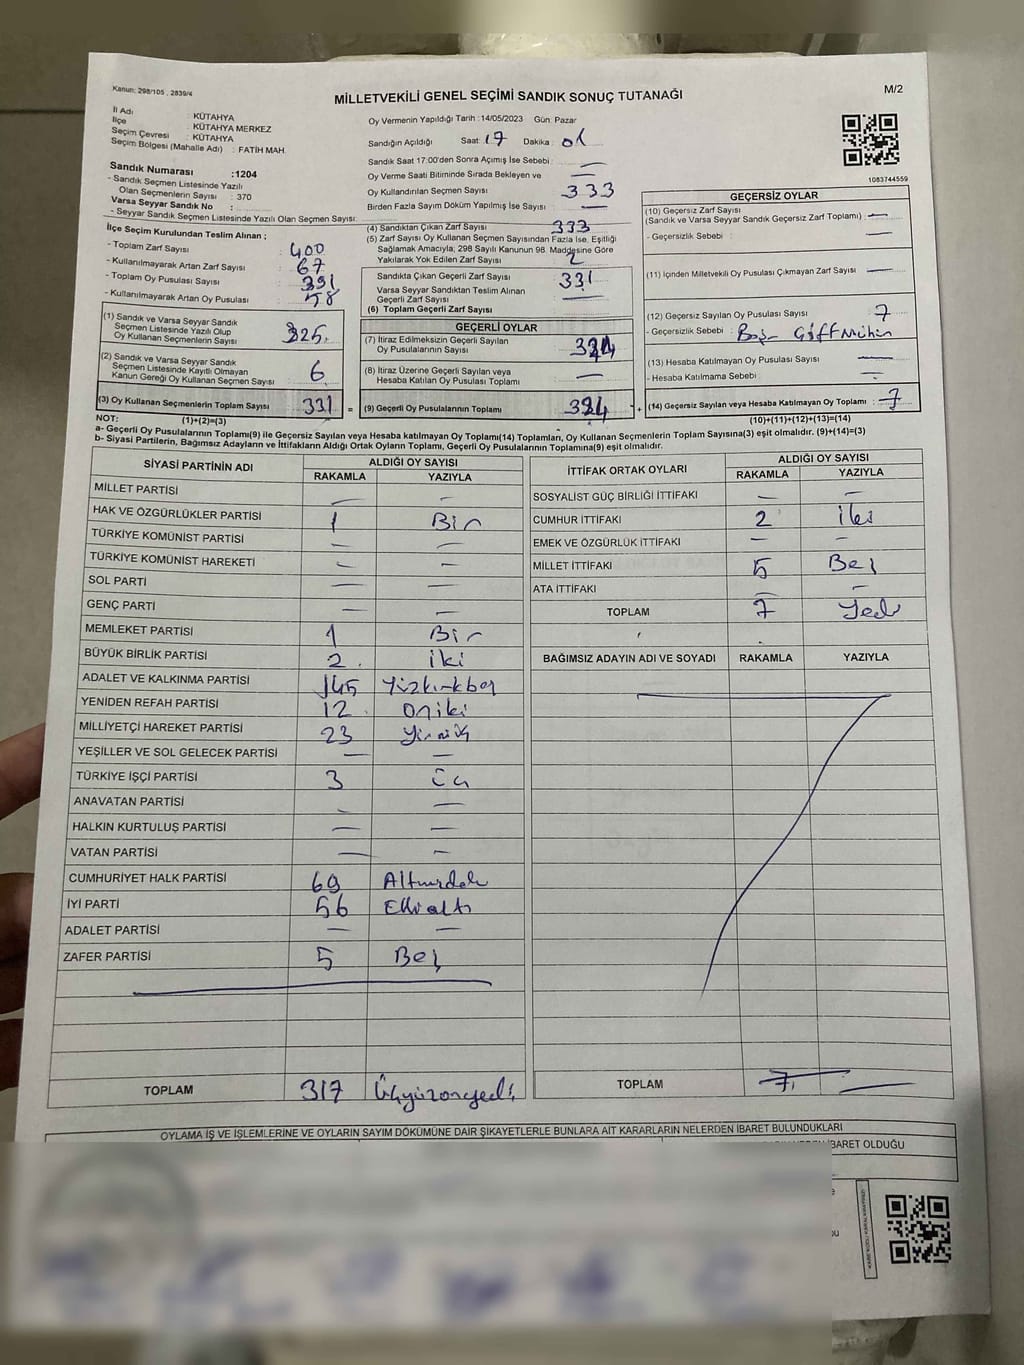 Kanun: 298/105 , 2839/4
MİLLETVEKİLİ GENEL SEÇİMİ SANDIK SONUÇ TUTANAĞI
M/2
İl Adı : KÜTAHYA
İlçe : KÜTAHYA MERKEZ
Seçim Çevresi : KÜTAHYA
Seçim Bölgesi (Mahalle Adı) : FATİH MAH.
Sandık Numarası :1204
- Sandık Seçmen Listesinde Yazılı
Olan Seçmenlerin Sayısı : 370
Varsa Seyyar Sandık No :
- Seyyar Sandık Seçmen Listesinde Yazılı Olan Seçmen Sayısı:
Oy Vermenin Yapıldığı Tarih :14/05/2023 Gün: Pazar
Sandığın Açıldığı Saat: 17 Dakika: 01
Sandık Saat 17:00'den Sonra Açımış İse Sebebi : —
Oy Verme Saati Bitiminde Sırada Bekleyen ve
Oy Kullandırılan Seçmen Sayısı 333
Birden Fazla Sayım Döküm Yapılmış İse Sayısı —
1083744559
İlçe Seçim Kurulundan Teslim Alınan ;
- Toplam Zarf Sayısı : 400
- Kullanılmayarak Artan Zarf Sayısı : 67
- Toplam Oy Pusulası Sayısı : 391
- Kullanılmayarak Artan Oy Pusulası : 58
(1) Sandık ve Varsa Seyyar Sandık
Seçmen Listesinde Yazılı Olup
Oy Kullanan Seçmenlerin Sayısı 325
(2) Sandık ve Varsa Seyyar Sandık
Seçmen Listesinde Kayıtlı Olmayan
Kanun Gereği Oy Kullanan Seçmen Sayısı 6
(3) Oy Kullanan Seçmenlerin Toplam Sayısı 331 =
(4) Sandıktan Çıkan Zarf Sayısı 333
(5) Zarf Sayısı Oy Kullanan Seçmen Sayısından Fazla İse, Eşitliği
Sağlamak Amacıyla, 298 Sayılı Kanunun 98. Maddesine Göre
Yakılarak Yok Edilen Zarf Sayısı 2
Sandıkta Çıkan Geçerli Zarf Sayısı 331
Varsa Seyyar Sandıktan Teslim Alınan
Geçerli Zarf Sayısı —
(6) Toplam Geçerli Zarf Sayısı
GEÇERLİ OYLAR
(7) İtiraz Edilmeksizin Geçerli Sayılan
Oy Pusulalarının Sayısı 324
(8) İtiraz Üzerine Geçerli Sayılan veya
Hesaba Katılan Oy Pusulaları Toplamı —
(9) Geçerli Oy Pusulalarının Toplamı 324 +
GEÇERSİZ OYLAR
(10) Geçersiz Zarf Sayısı
(Sandık ve Varsa Seyyar Sandık Geçersiz Zarf Toplamı) : —
- Geçersizlik Sebebi : —
(11) İçinden Milletvekili Oy Pusulası Çıkmayan Zarf Sayısı —
(12) Geçersiz Sayılan Oy Pusulası Sayısı : 7
- Geçersizlik Sebebi :
(13) Hesaba Katılmayan Oy Pusulası Sayısı : —
- Hesaba Katılmama Sebebi : —
(14) Geçersiz Sayılan veya Hesaba Katılmayan Oy Toplamı : 7
NOT: (1)+(2)=(3) (10)+(11)+(12)+(13)=(14)
a- Geçerli Oy Pusulalarının Toplamı(9) ile Geçersiz Sayılan veya Hesaba katılmayan Oy Toplamı(14) Toplamları, Oy Kullanan Seçmenlerin Toplam Sayısına(3) eşit olmalıdır. (9)+(14)=(3)
b- Siyasi Partilerin, Bağımsız Adayların ve İttifakların Aldığı Ortak Oyların Toplamı, Geçerli Oy Pusulalarının Toplamına(9) eşit olmalıdır.
SİYASİ PARTİNİN ADI ALDIĞI OY SAYISI
RAKAMLA YAZIYLA
MİLLET PARTİSİ — —
HAK VE ÖZGÜRLÜKLER PARTİSİ 1 Bir
TÜRKİYE KOMÜNİST PARTİSİ — —
TÜRKİYE KOMÜNİST HAREKETİ — —
SOL PARTİ — —
GENÇ PARTİ — —
MEMLEKET PARTİSİ 1 Bir
BÜYÜK BİRLİK PARTİSİ 2 iki
ADALET VE KALKINMA PARTİSİ 145 Yüzkırkbeş
YENİDEN REFAH PARTİSİ 12 oniki
MİLLİYETÇİ HAREKET PARTİSİ 23
YEŞİLLER VE SOL GELECEK PARTİSİ — —
TÜRKİYE İŞÇİ PARTİSİ 3 üç
ANAVATAN PARTİSİ — —
HALKIN KURTULUŞ PARTİSİ — —
VATAN PARTİSİ — —
CUMHURİYET HALK PARTİSİ 69
İYİ PARTİ 56 Elli altı
ADALET PARTİSİ — —
ZAFER PARTİSİ 5 Beş
TOPLAM 317 Üçyüzonyedi
İTTİFAK ORTAK OYLARI ALDIĞI OY SAYISI
RAKAMLA YAZIYLA
SOSYALİST GÜÇ BİRLİĞİ İTTİFAKI — —
CUMHUR İTTİFAKI 2 iki
EMEK VE ÖZGÜRLÜK İTTİFAKI — —
MİLLET İTTİFAKI 5 Beş
ATA İTTİFAKI — —
TOPLAM 7 Yedi
BAĞIMSIZ ADAYIN ADI VE SOYADI RAKAMLA YAZIYLA
TOPLAM 7 —
OYLAMA İŞ VE İŞLEMLERİNE VE OYLARIN SAYIM DÖKÜMÜNE DAİR ŞİKAYETLERLE BUNLARA AİT KARARLARIN NELERDEN İBARET BULUNDUKLARI
İBARET OLDUĞU